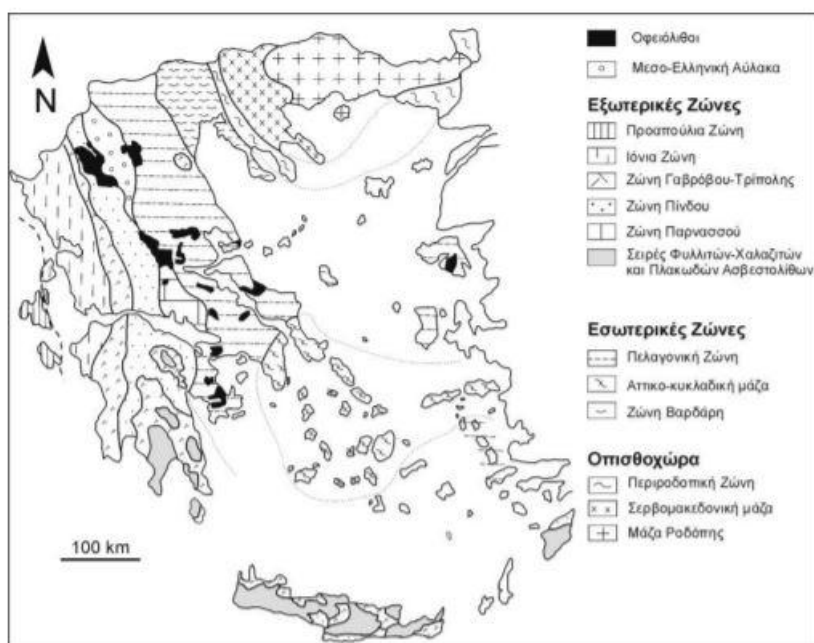 N
100 km
Οφειόλιθοι
Μεσο-Ελληνική Αύλακα
Εξωτερικές Ζώνες
Προαπούλια Ζώνη
Ιόνια Ζώνη
Ζώνη Γαβρόβου-Τρίπολης
Ζώνη Πίνδου
Ζώνη Παρνασσού
Σειρές Φυλλιτών-Χαλαζιτών
και Πλακωδών Ασβεστολίθων
Εσωτερικές Ζώνες
Πελαγονική Ζώνη
Αττικο-κυκλαδική μάζα
Ζώνη Βαρδάρη
Οπισθοχώρα
Περιροδοπική Ζώνη
Σερβομακεδονική μάζα
Μάζα Ροδόπης